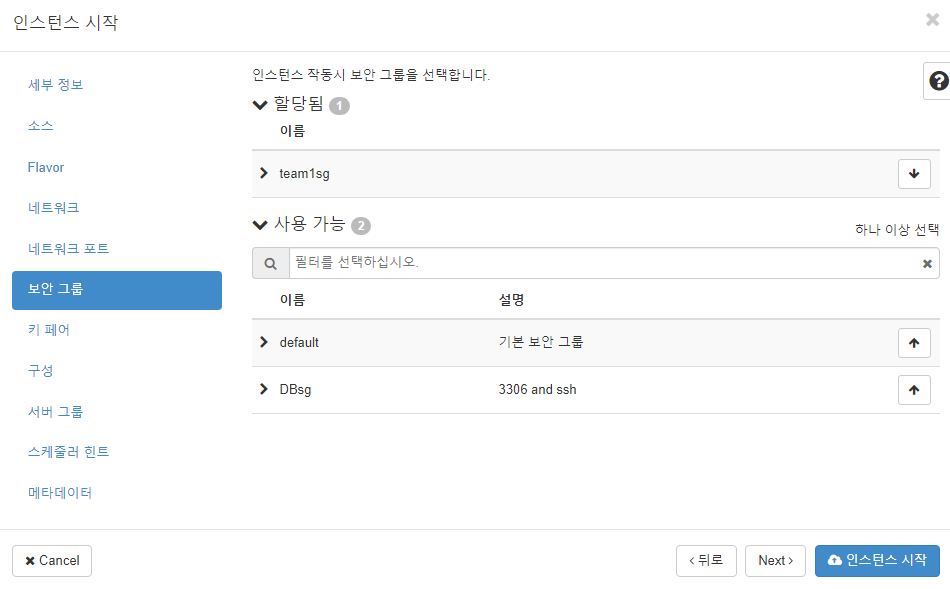 인스턴스 시작
세부 정보
소스
Flavor
네트워크
네트워크 포트
보안 그룹
키 페어
구성
서버 그룹
스케줄러 힌트
메타데이터
인스턴스 작동시 보안 그룹을 선택합니다.
할당됨 1
이름
team1sg
사용 가능 2
하나 이상 선택
필터를 선택하십시오.
이름 설명
default 기본 보안 그룹
DBsg 3306 and ssh
Cancel
뒤로
Next
인스턴스 시작